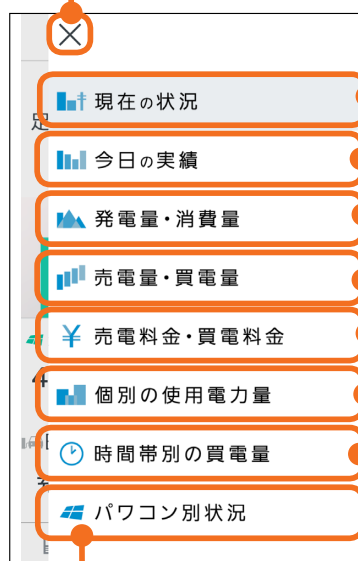 現在の状況
今日の実績
発電量・消費量
売電量・買電量
売電料金・買電料金
個別の使用電力量
時間帯別の買電量
パワコン別状況
定
4